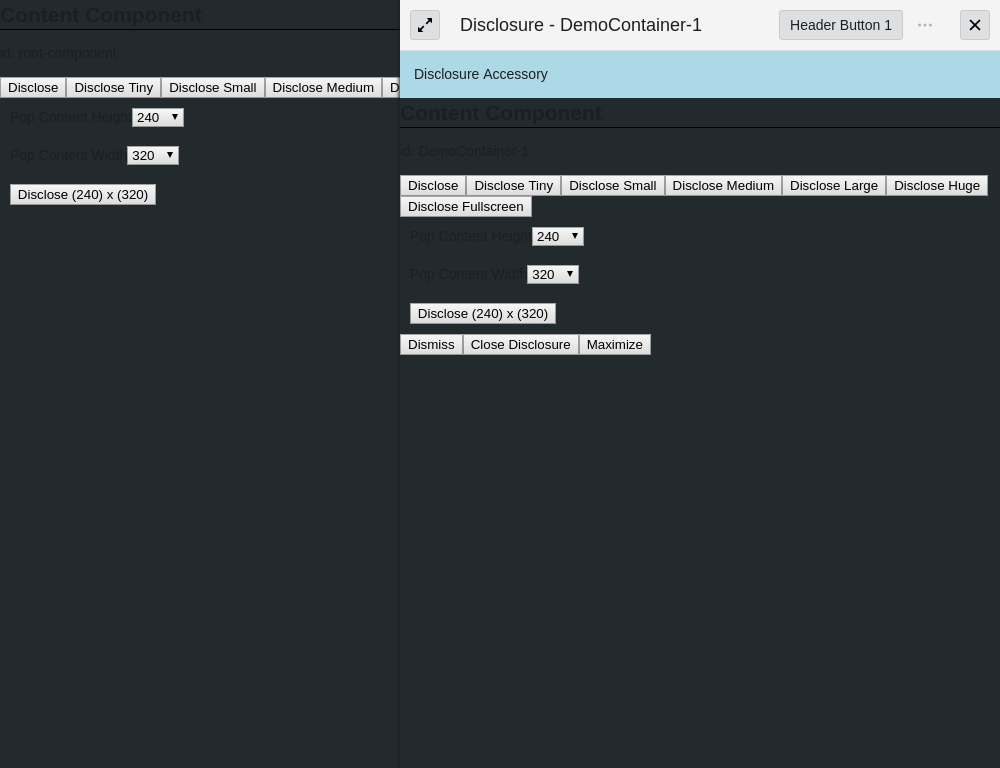 Content Component
id: root-component
Disclose Disclose Tiny Disclose Small Disclose Medium D
Pop Content Height 240
Pop Content Width 320
Disclose (240) x (320)
Disclosure - DemoContainer-1 Header Button 1
Disclosure Accessory
Content Component
id: DemoContainer-1
Disclose Disclose Tiny Disclose Small Disclose Medium Disclose Large Disclose Huge
Disclose Fullscreen
Pop Content Height 240
Pop Content Width 320
Disclose (240) x (320)
Dismiss Close Disclosure Maximize